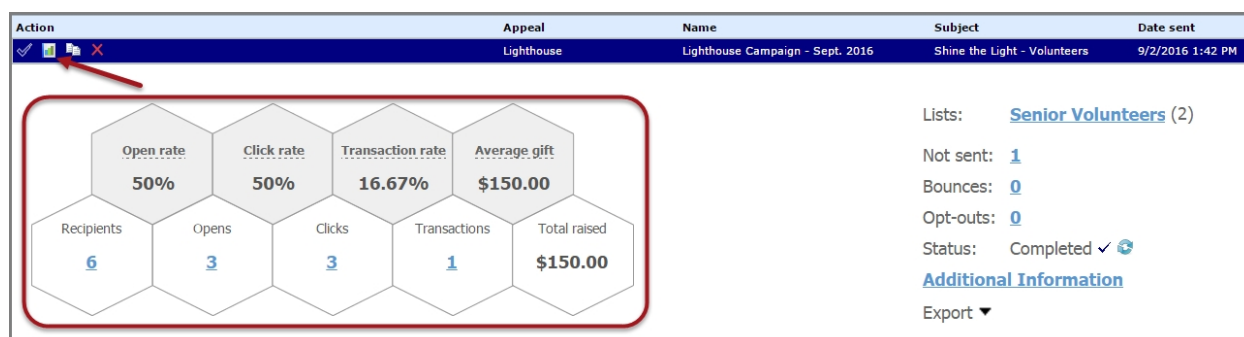 Action Appeal Name Subject Date sent
Lighthouse Lighthouse Campaign - Sept. 2016 Shine the Light - Volunteers 9/2/2016 1:42 PM
Open rate Click rate Transaction rate Average gift
50% 50% 16.67% $150.00
Recipients Opens Clicks Transactions Total raised
6 3 3 1 $150.00
Lists: Senior Volunteers (2)
Not sent: 1
Bounces: 0
Opt-outs: 0
Status: Completed
Additional Information
Export